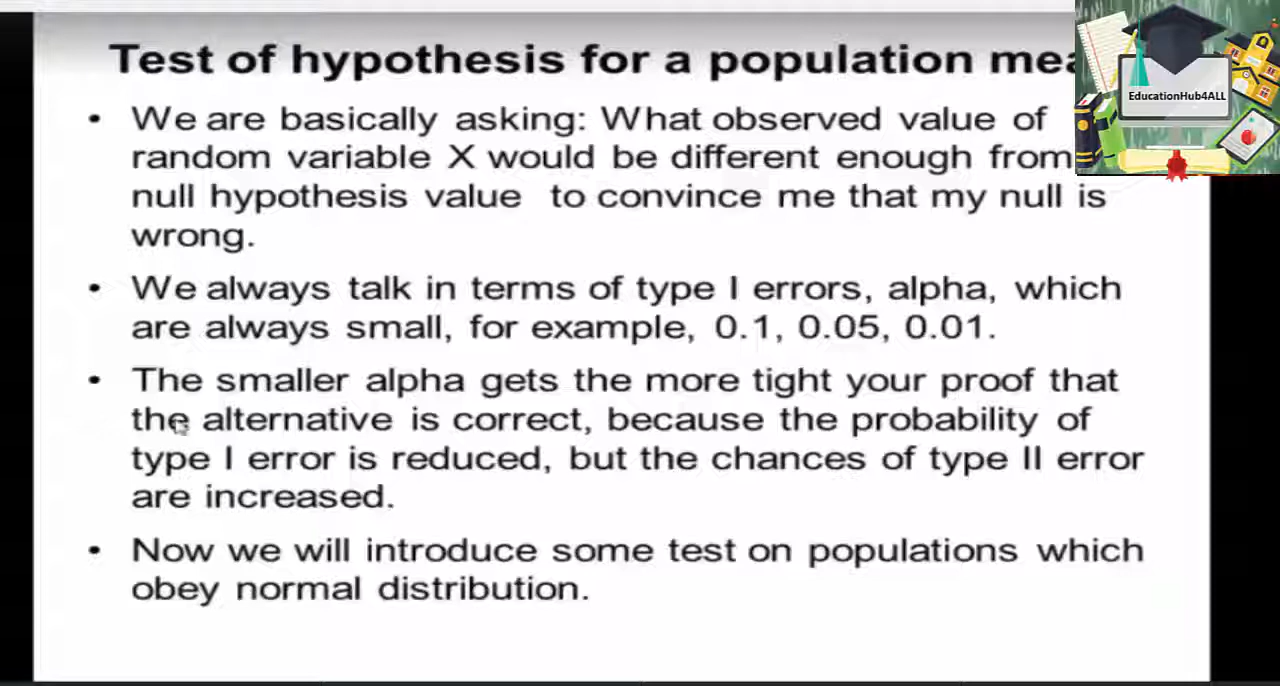 Test of hypothesis for a population
EducationHub4ALL
• We are basically asking: What observed value of
random variable X would be different enough from
null hypothesis value to convince me that my null is
wrong.
• We always talk in terms of type I errors, alpha, which
are always small, for example, 0.1, 0.05, 0.01.
• The smaller alpha gets the more tight your proof that
the alternative is correct, because the probability of
type I error is reduced, but the chances of type II error
are increased.
• Now we will introduce some test on populations which
obey normal distribution.